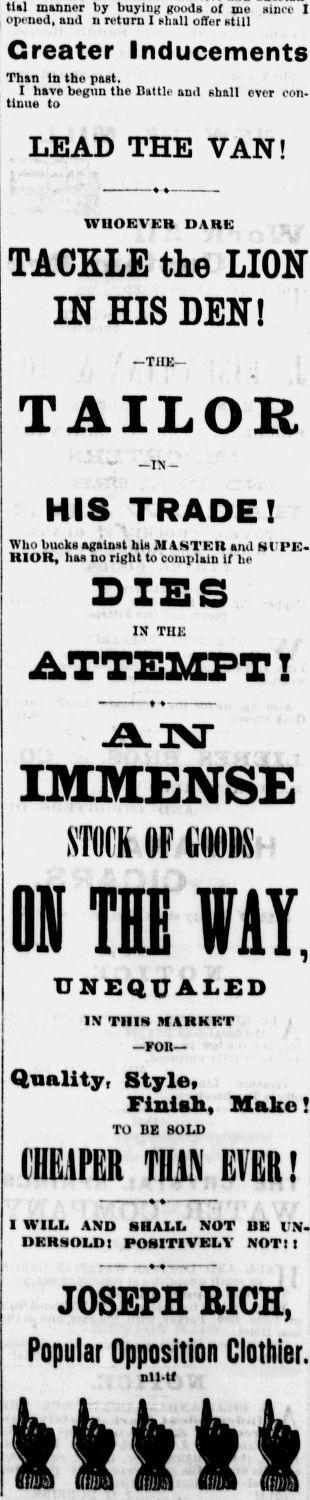 tial manner by buying goods of me since I
opened, and n return I shall offer still
Greater Inducements
Than in the past.
I have begun the Battle and shall ever con-
tinue to
LEAD THE VAN!
WHOEVER DARE
TACKLE the LION
IN HIS DEN!
—THE—
TAILOR
—IN—
HIS TRADE!
Who bucks against his MASTER and SUPE-
RIOR, has no right to complain if he
DIES
IN THE
ATTEMPT!
AN
IMMENSE
STOCK OF GOODS
ON THE WAY,
UNEQUALED
IN THIS MARKET
—FOR—
Quality, Style,
Finish, Make!
TO BE SOLD
CHEAPER THAN EVER!
I WILL AND SHALL NOT BE UN-
DERSOLD! POSITIVELY NOT!!
JOSEPH RICH,
Popular Opposition Clothier.
n11-tf